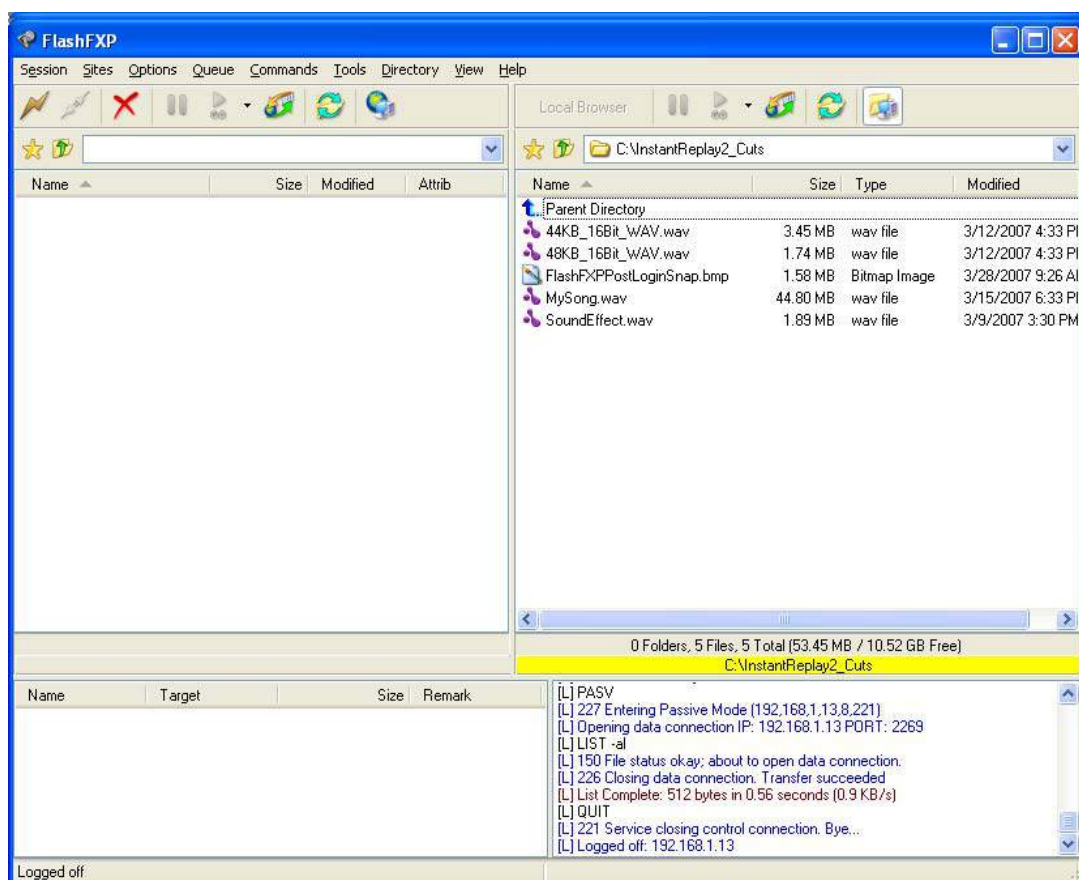 FlashFXP
Session Sites Options Queue Commands Tools Directory View Help
Local Browser
C:\InstantReplay2_Cuts
Name Size Modified Attrib
Name Size Type Modified
Parent Directory
44KB_16Bit_WAV.wav 3.45 MB wav file 3/12/2007 4:33 P
48KB_16Bit_WAV.wav 1.74 MB wav file 3/12/2007 4:33 P
FlashFXPPostLoginSnap.bmp 1.58 MB Bitmap Image 3/28/2007 9:26 A
MySong.wav 44.80 MB wav file 3/15/2007 6:33 P
SoundEffect.wav 1.89 MB wav file 3/9/2007 3:30 PM
0 Folders, 5 Files, 5 Total (53.45 MB / 10.52 GB Free)
C:\InstantReplay2_Cuts
Name Target Size Remark
[L] PASV
[L] 227 Entering Passive Mode (192,168,1,13,8,221)
[L] Opening data connection IP: 192.168.1.13 PORT: 2269
[L] LIST -al
[L] 150 File status okay; about to open data connection.
[L] 226 Closing data connection. Transfer succeeded
[L] List Complete: 512 bytes in 0.56 seconds (0.9 KB/s)
[L] QUIT
[L] 221 Service closing control connection. Bye...
[L] Logged off: 192.168.1.13
Logged off